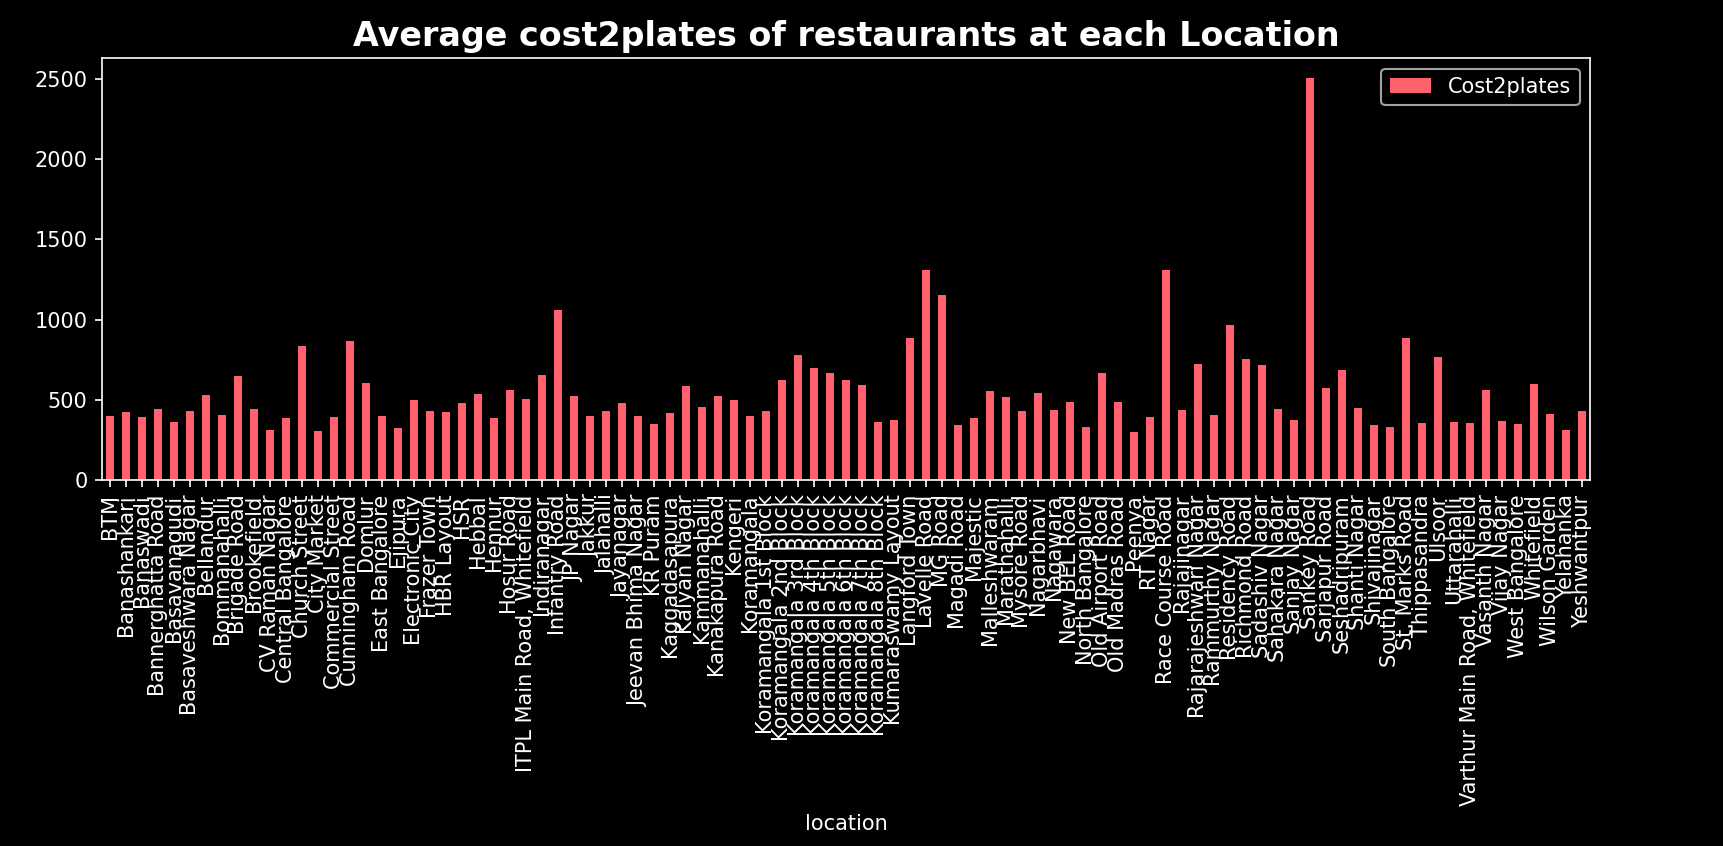 Average cost2plates of restaurants at each Location
Cost2plates
2500
2000
1500
1000
500
0
BTM
Banashankari
Banaswadi
Bannerghatta Road
Basavanagudi
Basaveshwara Nagar
Bellandur
Bommanahalli
Brigade Road
Brookefield
CV Raman Nagar
Central Bangalore
Church Street
City Market
Commercial Street
Cunningham Road
Domlur
East Bangalore
Ejipura
Electronic City
Frazer Town
HBR Layout
HSR
Hebbal
Hennur
Hosur Road
ITPL Main Road, Whitefield
Indiranagar
Infantry Road
JP Nagar
Jakkur
Jalahalli
Jayanagar
Jeevan Bhima Nagar
KR Puram
Kaggadasapura
Kalyan Nagar
Kammanahalli
Kanakapura Road
Kengeri
Koramangala
Koramangala 1st Block
Koramangala 2nd Block
Koramangala 3rd Block
Koramangala 4th Block
Koramangala 5th Block
Koramangala 6th Block
Koramangala 7th Block
Koramangala 8th Block
Kumaraswamy Layout
Langford Town
Lavelle Road
MG Road
Magadi Road
Majestic
Malleshwaram
Marathahalli
Mysore Road
Nagarbhavi
Nagawara
New BEL Road
North Bangalore
Old Airport Road
Old Madras Road
Peenya
RT Nagar
Race Course Road
Rajajinagar
Rajarajeshwari Nagar
Rammurthy Nagar
Residency Road
Richmond Road
Sadashiv Nagar
Sahakara Nagar
Sanjay Nagar
Sankey Road
Sarjapur Road
Seshadripuram
Shanti Nagar
Shivajinagar
South Bangalore
St. Marks Road
Thippasandra
Ulsoor
Uttarahalli
Varthur Main Road, Whitefield
Vasanth Nagar
Vijay Nagar
West Bangalore
Whitefield
Wilson Garden
Yelahanka
Yeshwantpur
location